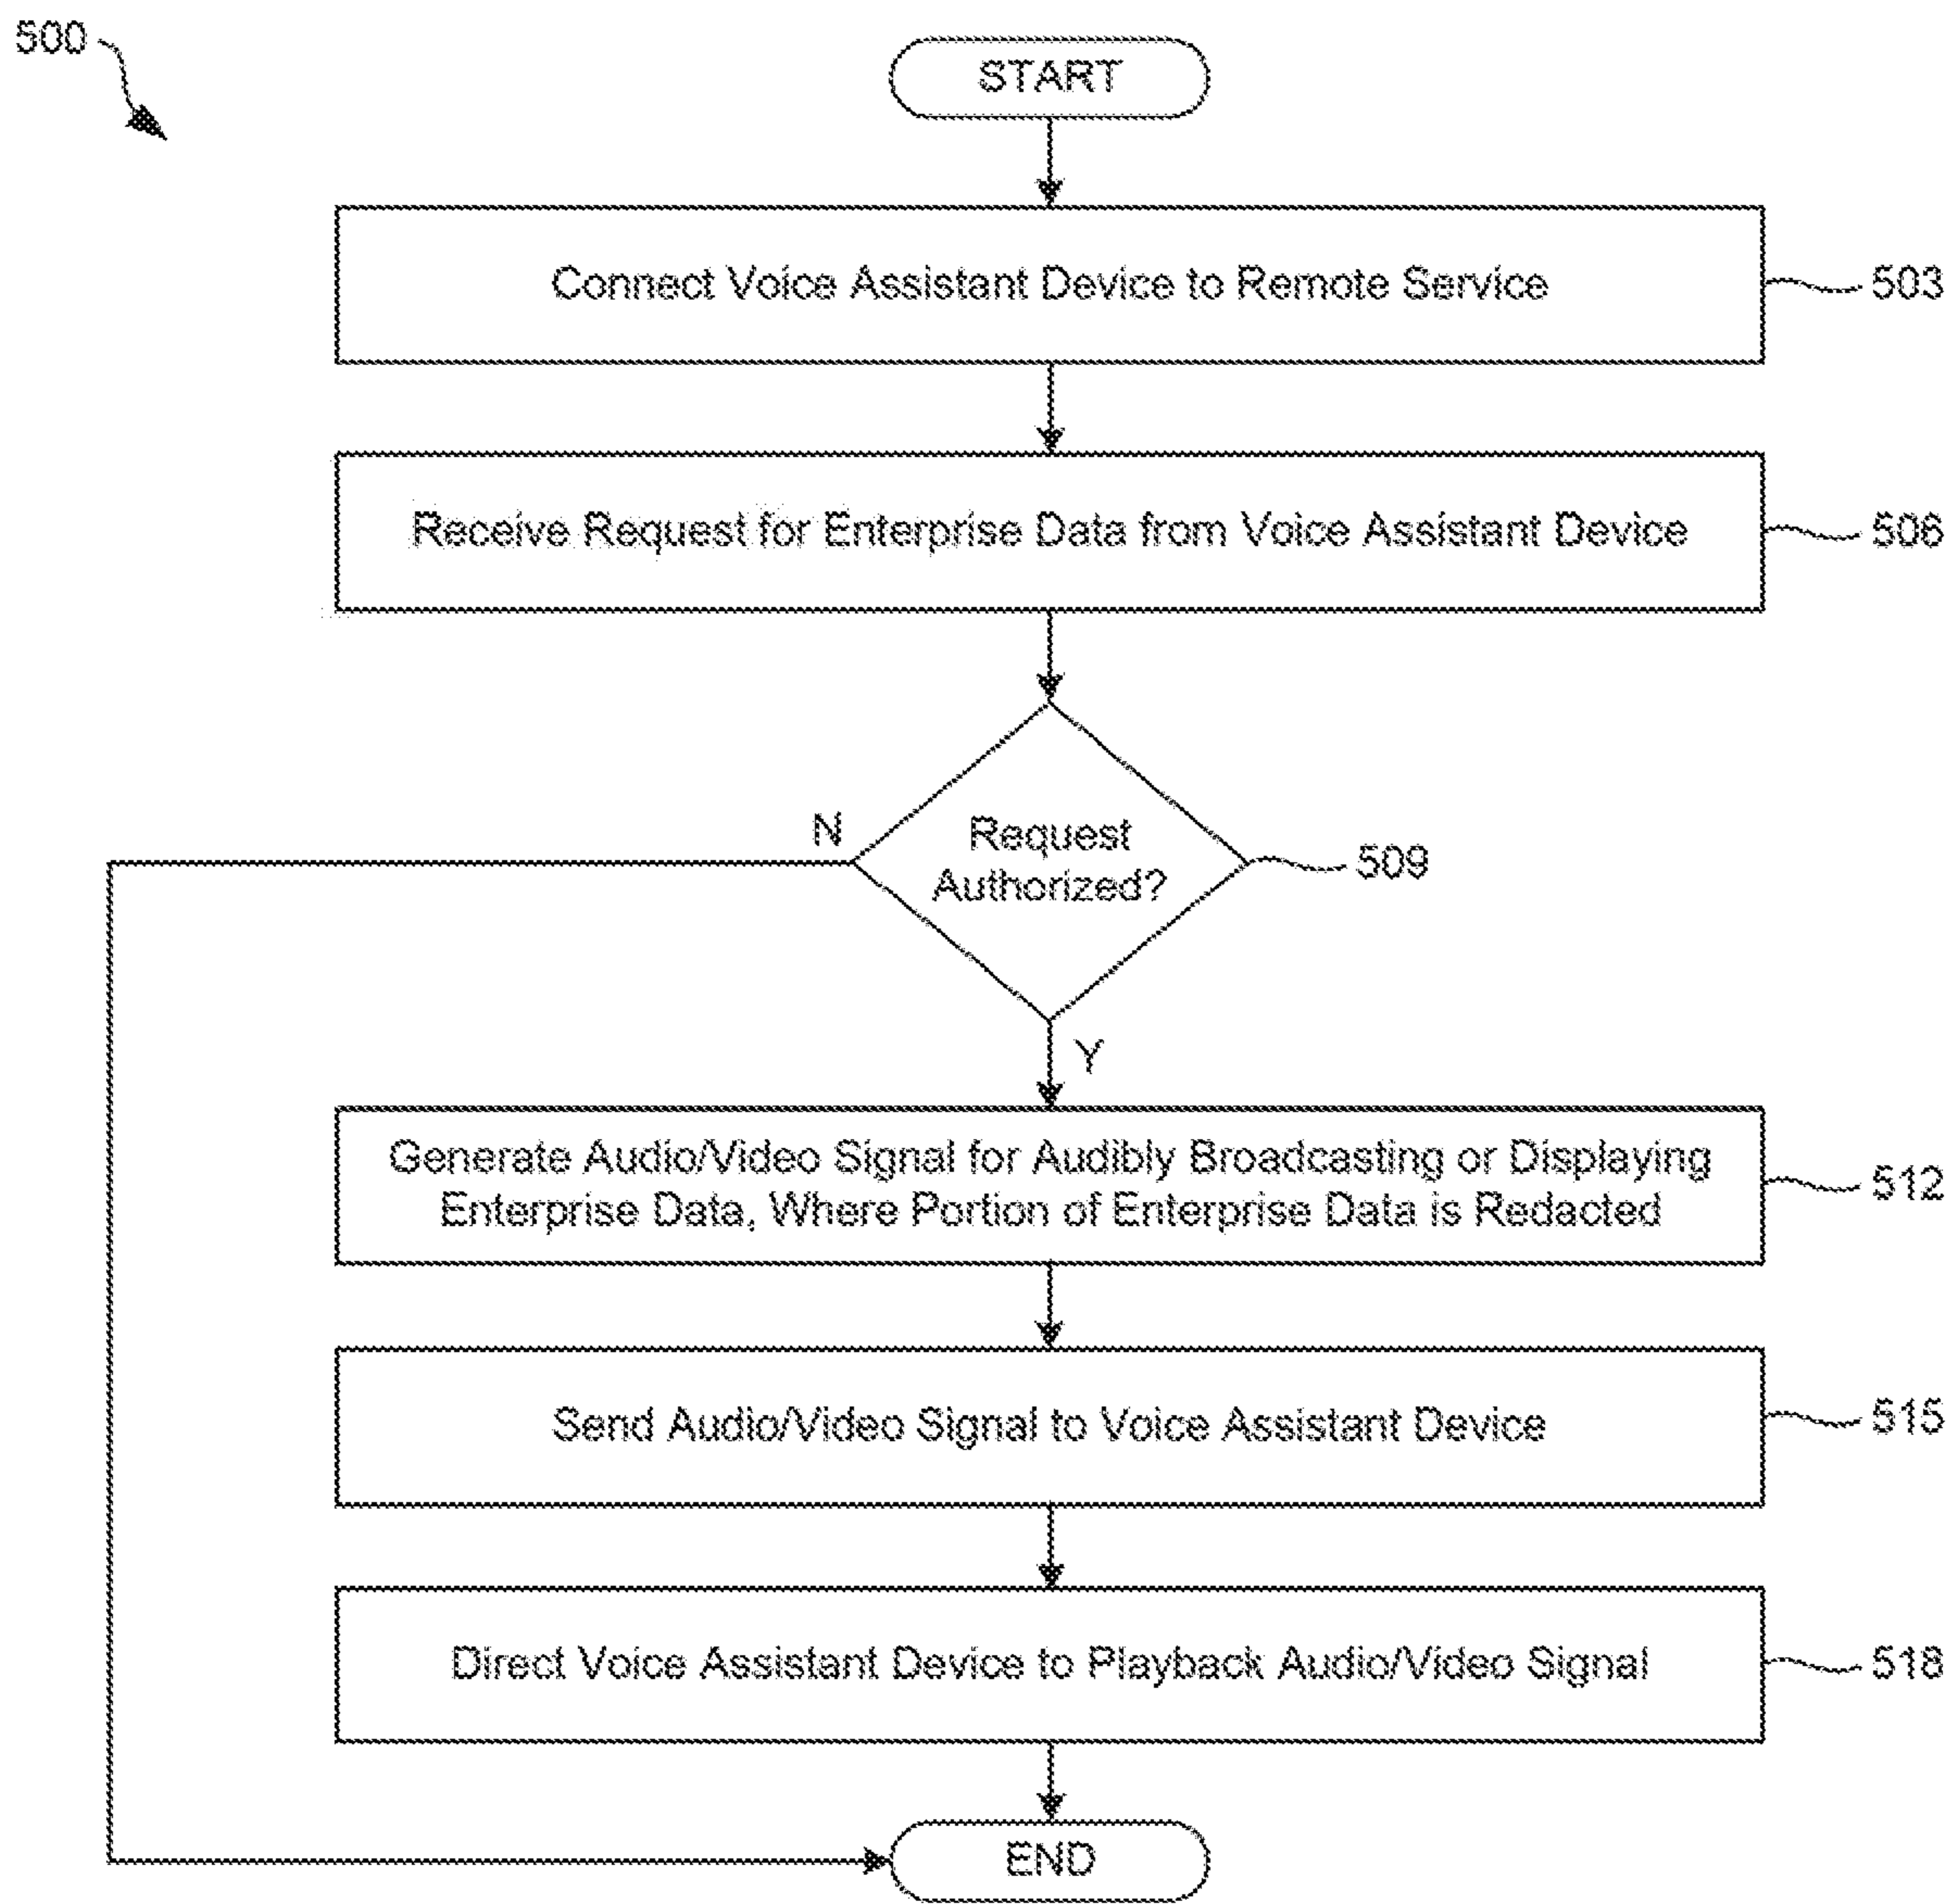 500
START
Connect Voice Assistant Device to Remote Service
503
Receive Request for Enterprise Data from Voice Assistant Device
506
N
Request
Authorized?
509
Y
Generate Audio/Video Signal for Audibly Broadcasting or Displaying
Enterprise Data, Where Portion of Enterprise Data is Redacted
512
Send Audio/Video Signal to Voice Assistant Device
515
Direct Voice Assistant Device to Playback Audio/Video Signal
518
END